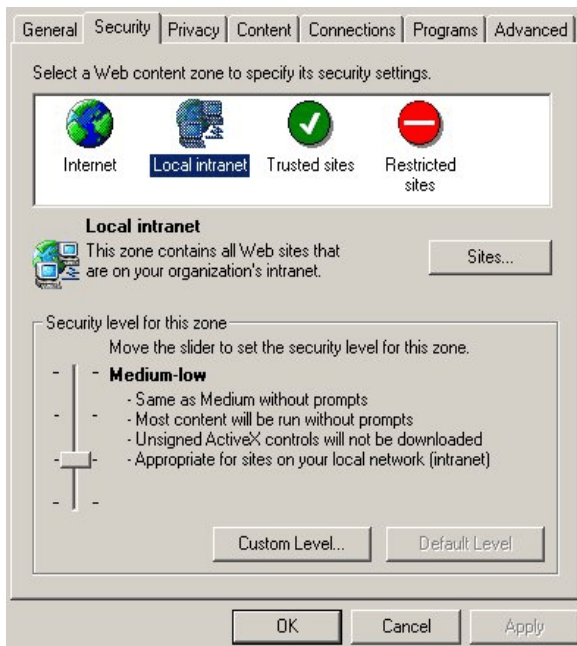 General Security Privacy Content Connections Programs Advanced
Select a Web content zone to specify its security settings.
Internet Local intranet Trusted sites Restricted
sites
Local intranet
This zone contains all Web sites that
are on your organization's intranet.
Sites...
Security level for this zone
Move the slider to set the security level for this zone.
Medium-low
- Same as Medium without prompts
- Most content will be run without prompts
- Unsigned ActiveX controls will not be downloaded
- Appropriate for sites on your local network (intranet)
Custom Level... Default Level
OK Cancel Apply